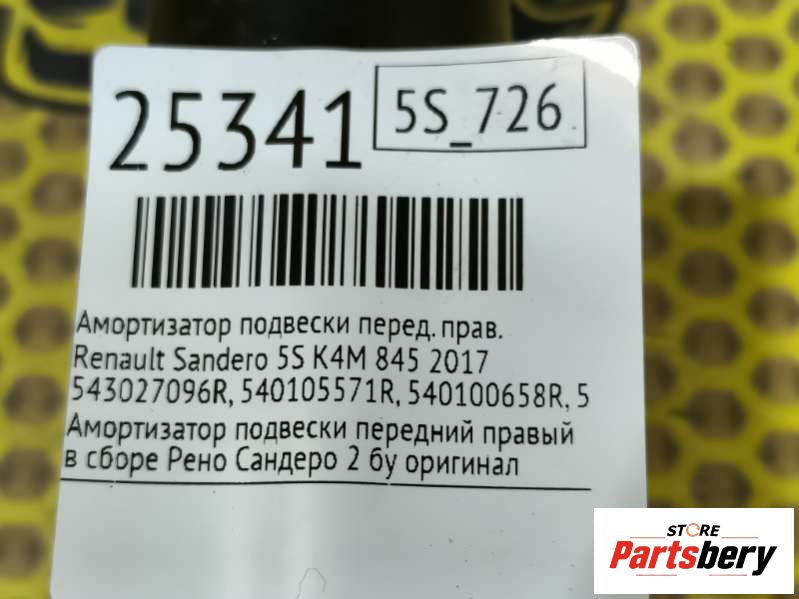 25341
5S_726
Амортизатор подвески перед. прав.
Renault Sandero 5S K4M 845 2017
543027096R, 540105571R, 540100658R, 5
Амортизатор подвески передний правый
в сборе Рено Сандеро 2 бу оригинал
STORE
Partsbery